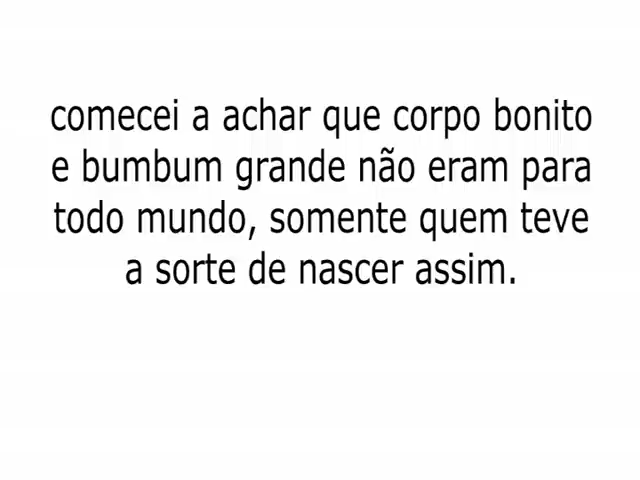 comecei a achar que corpo bonito
e bumbum grande não eram para
todo mundo, somente quem teve
a sorte de nascer assim.